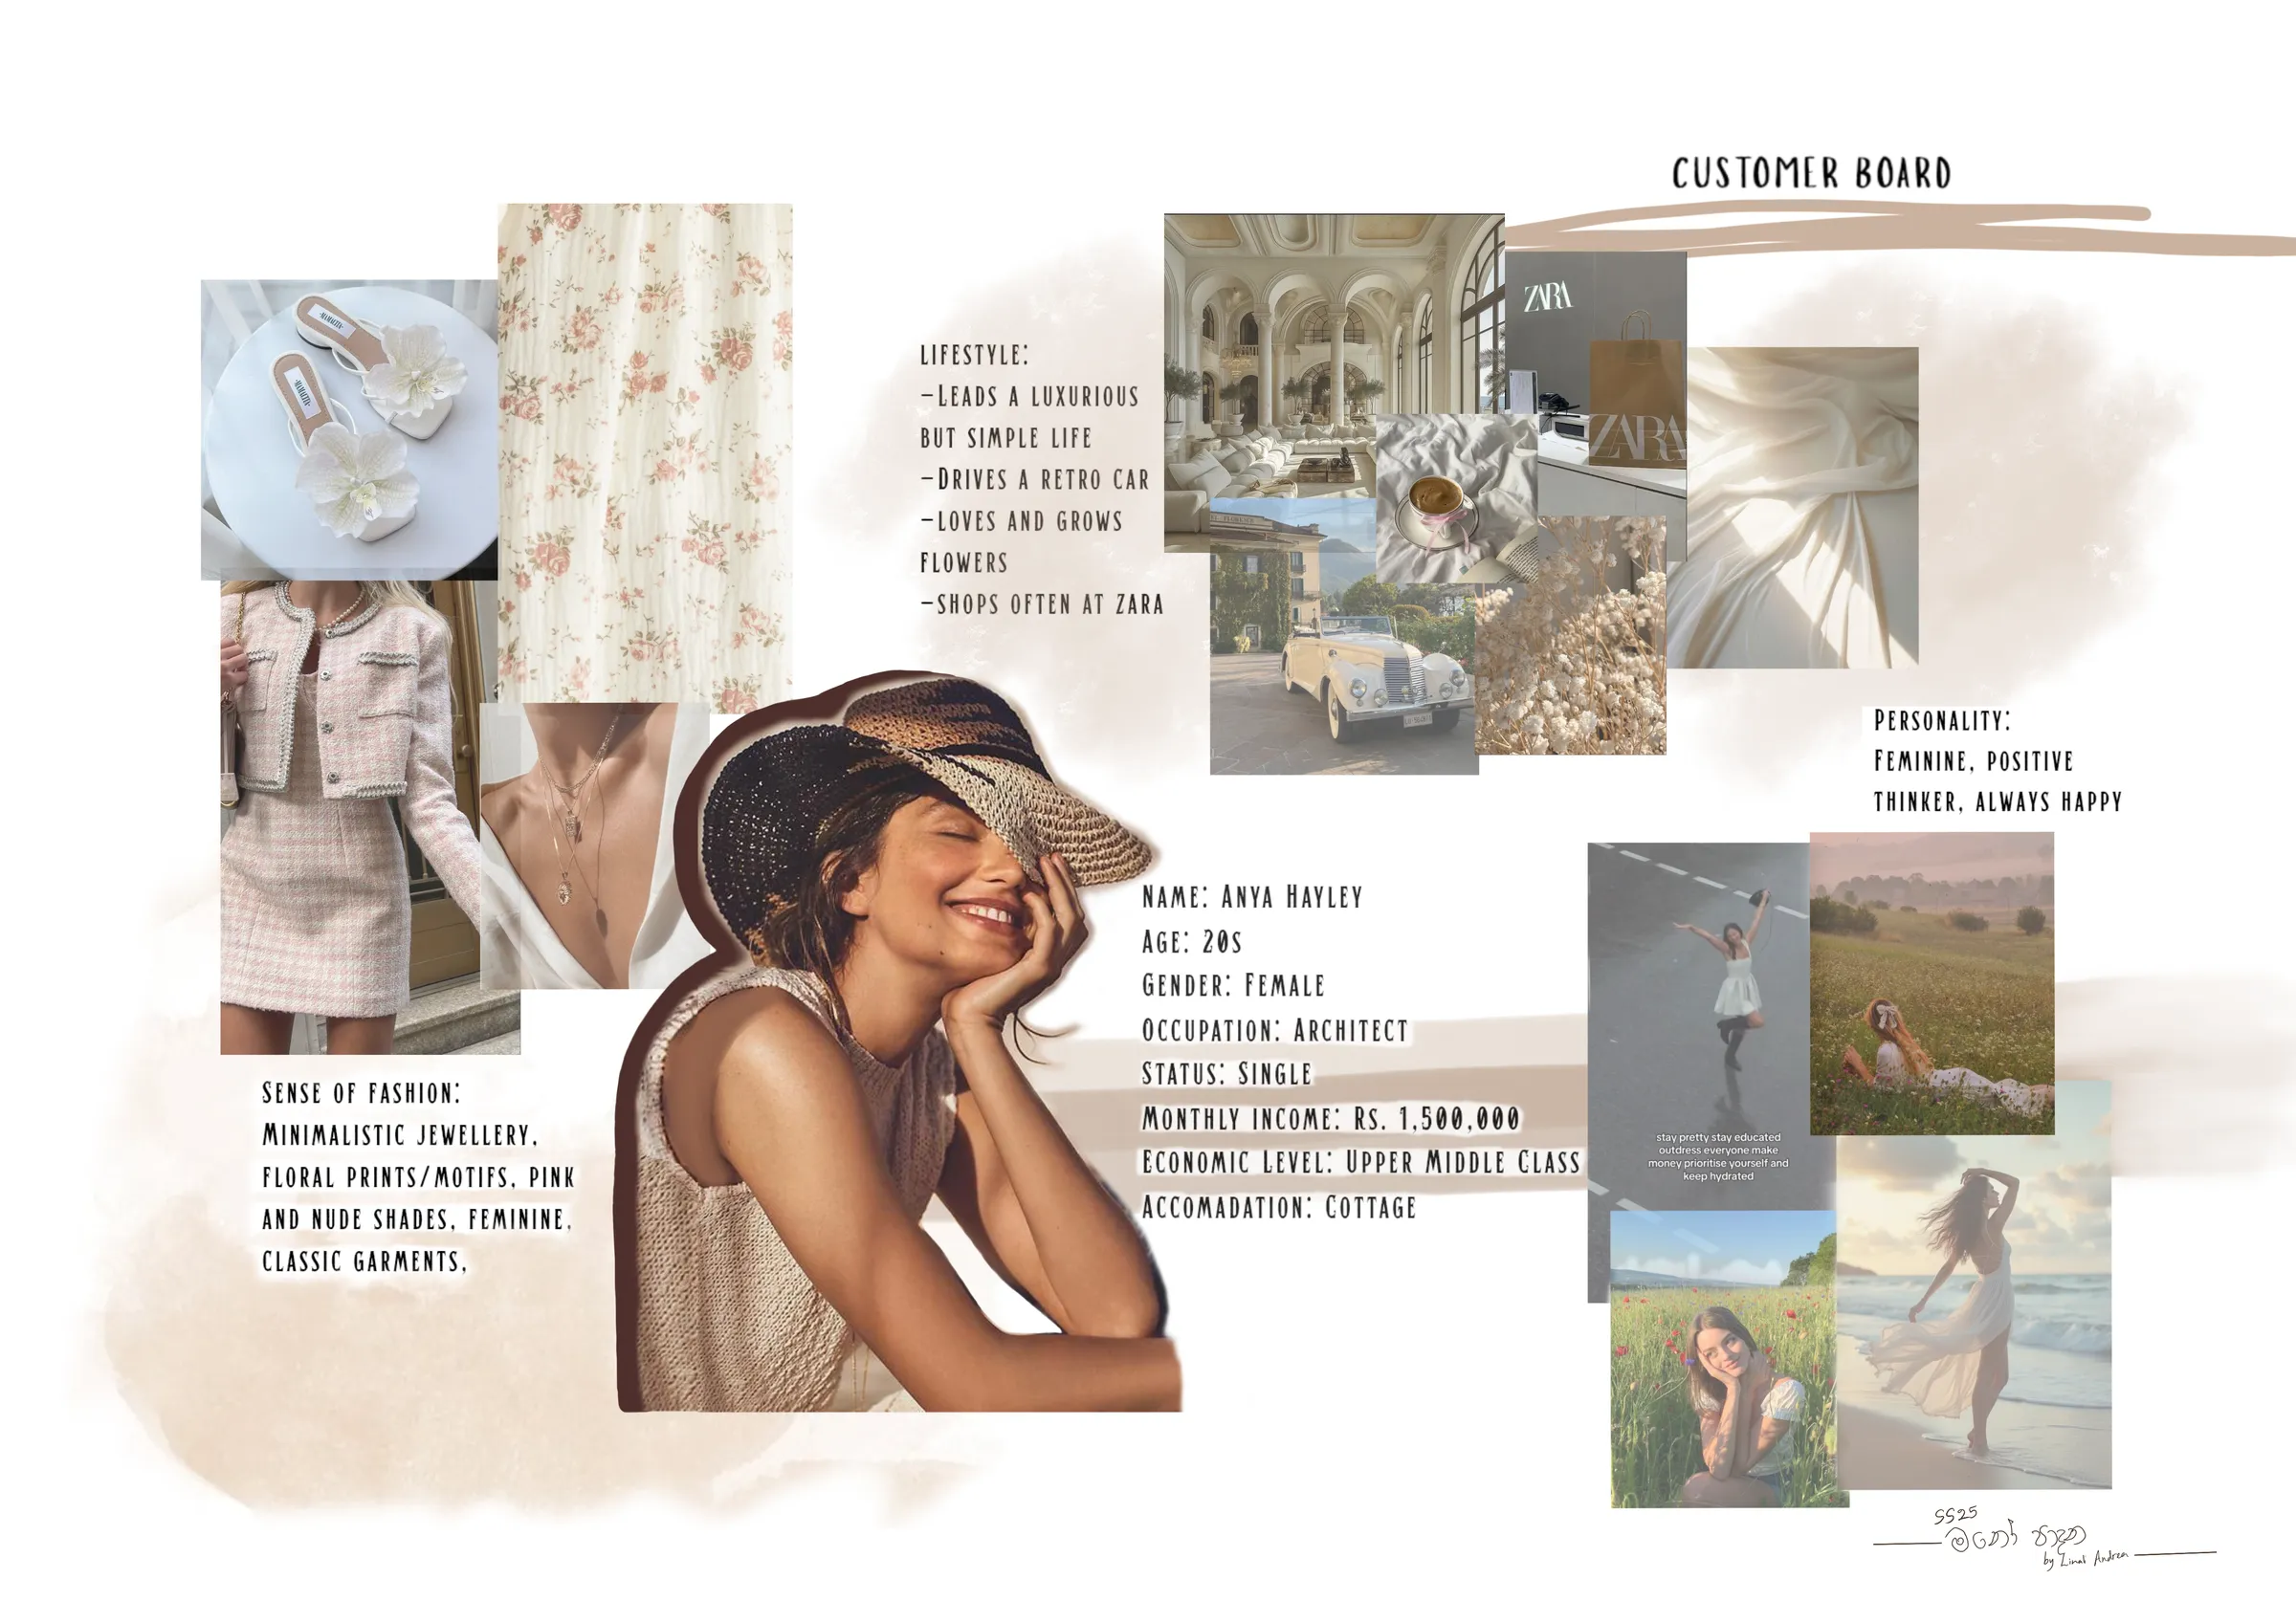 CUSTOMER BOARD
LIFESTYLE:
-LEADS A LUXURIOUS
BUT SIMPLE LIFE
-DRIVES A RETRO CAR
-LOVES AND GROWS
FLOWERS
-SHOPS OFTEN AT ZARA
ZARA
ZARA
PERSONALITY:
FEMININE, POSITIVE
THINKER, ALWAYS HAPPY
NAME: ANYA HAYLEY
AGE: 20S
GENDER: FEMALE
OCCUPATION: ARCHITECT
STATUS: SINGLE
MONTHLY INCOME: RS. 1,500,000
ECONOMIC LEVEL: UPPER MIDDLE CLASS
ACCOMADATION: COTTAGE
SENSE OF FASHION:
MINIMALISTIC JEWELLERY,
FLORAL PRINTS/MOTIFS, PINK
AND NUDE SHADES, FEMININE,
CLASSIC GARMENTS,
stay pretty stay educated
outdress everyone make
money prioritise yourself and
keep hydrated
SS25
by Andrea